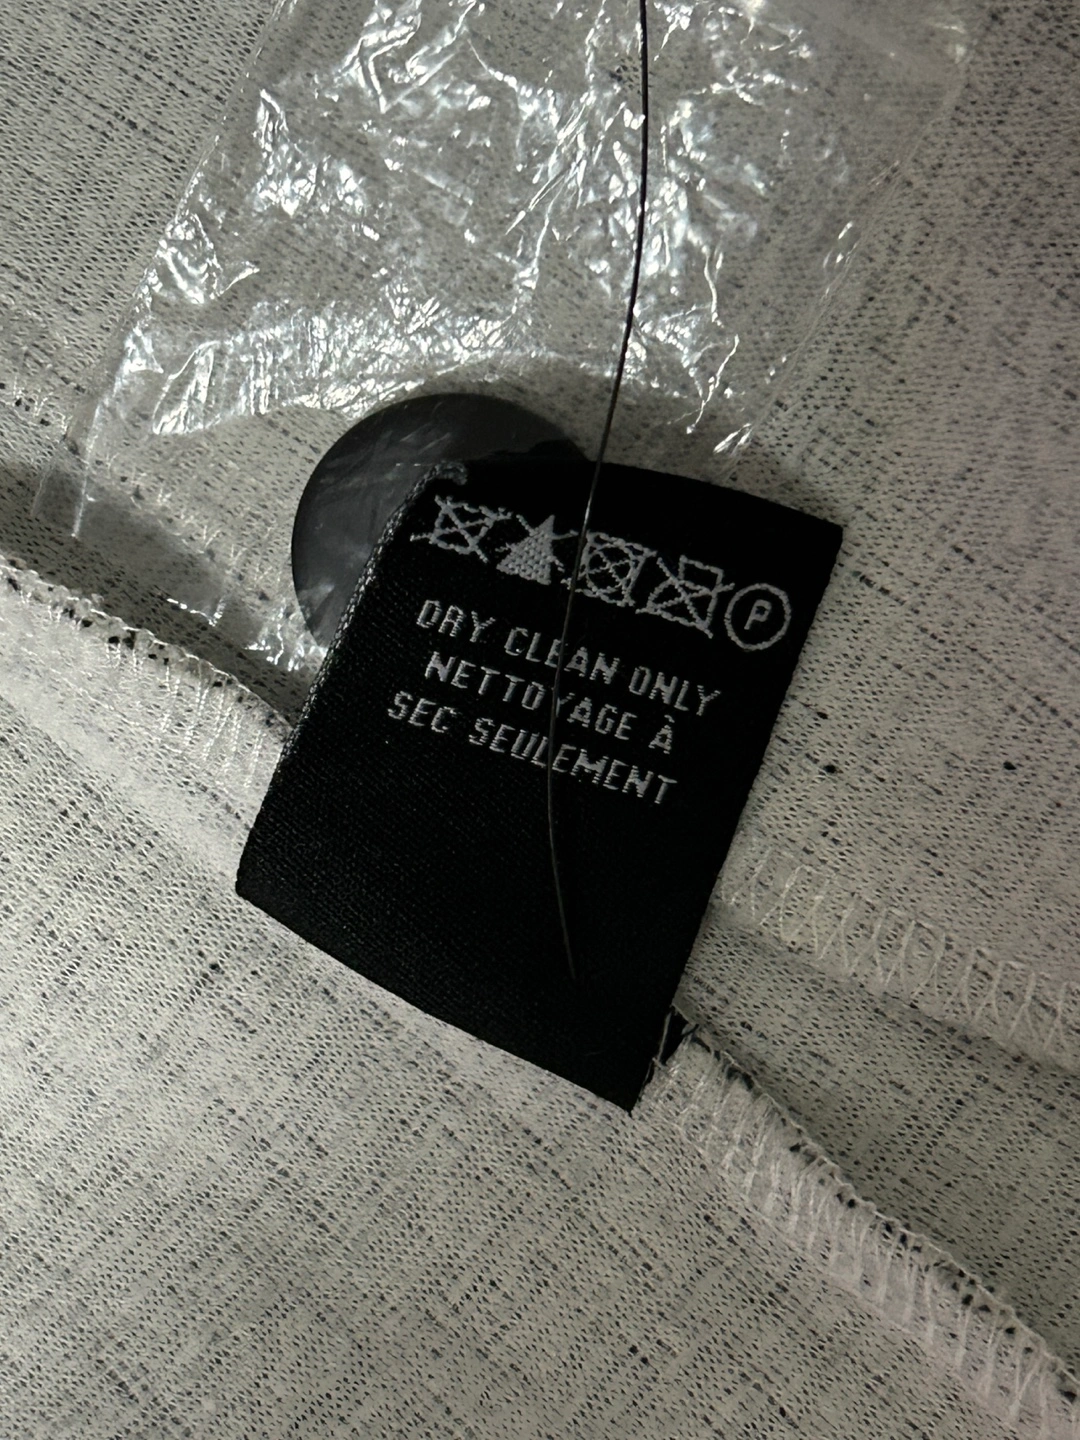 P
DRY CLEAN ONLY
NETTOYAGE À
SEC SEULEMENT